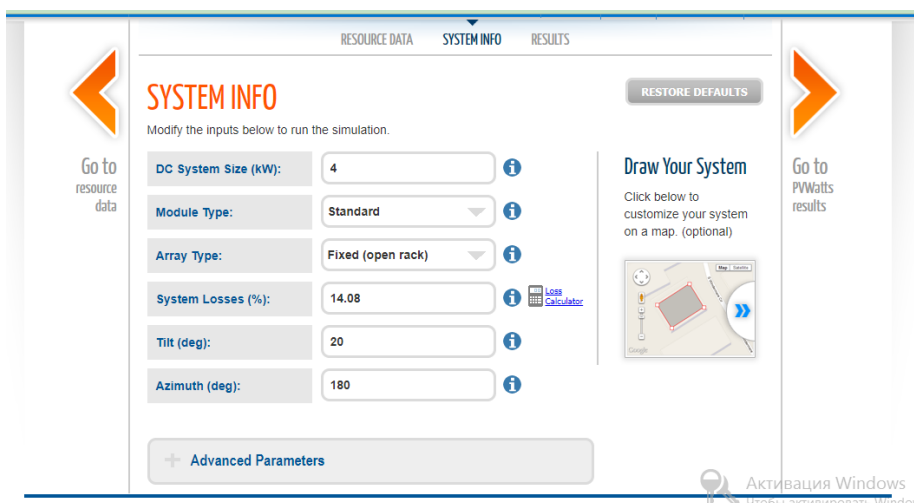 RESOURCE DATA SYSTEM INFO RESULTS
SYSTEM INFO
RESTORE DEFAULTS
Modify the inputs below to run the simulation.
Go to
resource
data
DC System Size (kW): 4
Module Type: Standard
Array Type: Fixed (open rack)
System Losses (%): 14.08
Loss
Calculator
Tilt (deg): 20
Azimuth (deg): 180
Draw Your System
Click below to
customize your system
on a map. (optional)
Map
Google
Go to
PVWatts
results
Advanced Parameters
Активация Windows